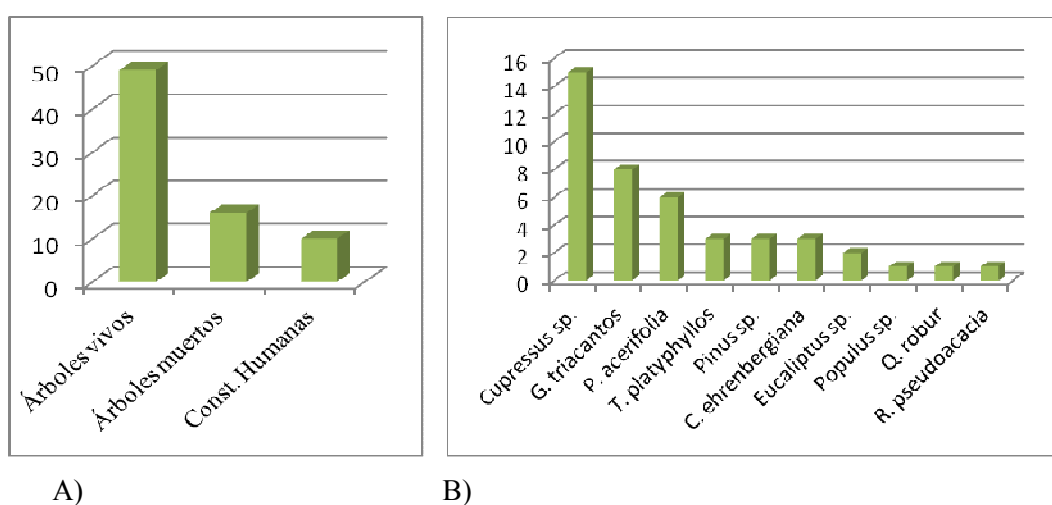 50
40
30
20
10
0
Árboles vivos
Árboles muertos
Const. Humanas
16
14
12
10
8
6
4
2
0
Cupressus sp.
G. triacantos
P. acerifolia
T. platyphyllos
Pinus sp.
C. ehrenbergiana
Eucaliptus sp.
Populus sp.
Q. robur
R. pseudoacacia
A)
B)